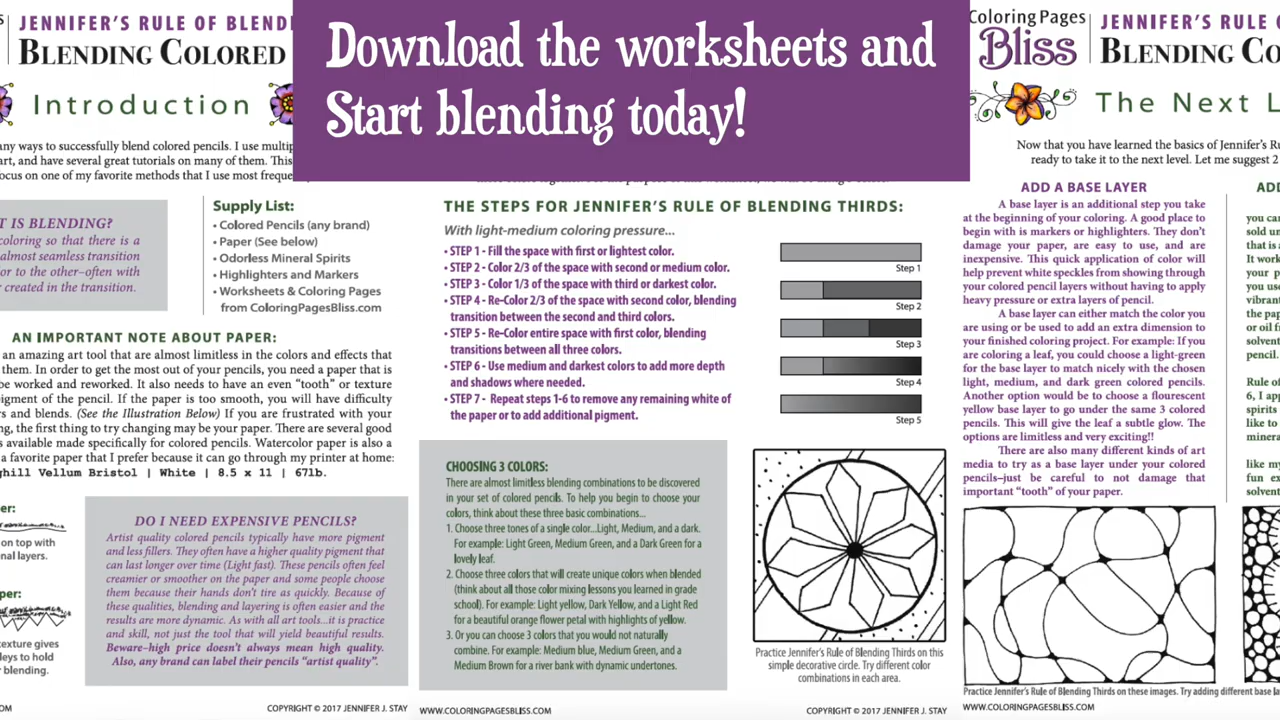 JENNIFER'S RULE OF BLEND
BLENDING COLORED
Introduction
any ways to successfully blend colored pencils. I use multip
art, and have several great tutorials on many of them. This
ocus on one of my favorite methods that I use most freque
T IS BLENDING?
coloring so that there is a
almost seamless transition
or to the other–often with
created in the transition.
Supply List:
• Colored Pencils (any brand)
• Paper (See below)
• Odorless Mineral Spirits
• Highlighters and Markers
• Worksheets & Coloring Pages
from ColoringPagesBliss.com
AN IMPORTANT NOTE ABOUT PAPER:
an amazing art tool that are almost limitless in the colors and effects that
them. In order to get the most out of your pencils, you need a paper that is
be worked and reworked. It also needs to have an even "tooth" or texture
igment of the pencil. If the paper is too smooth, you will have difficulty
rs and blends. (See the Illustration Below) If you are frustrated with your
ng, the first thing to try changing may be your paper. There are several good
s available made specifically for colored pencils. Watercolor paper is also a
a favorite paper that I prefer because it can go through my printer at home:
ghill Vellum Bristol | White | 8.5 x 11 | 67lb.
er:
on top with
nal layers.
per:
texture gives
leys to hold
blending.
DO I NEED EXPENSIVE PENCILS?
Artist quality colored pencils typically have more pigment
and less fillers. They often have a higher quality pigment that
can last longer over time (Light fast). These pencils often feel
creamier or smoother on the paper and some people choose
them because their hands don't tire as quickly. Because of
these qualities, blending and layering is often easier and the
results are more dynamic. As with all art tools...it is practice
and skill, not just the tool that will yield beautiful results.
Beware–high price doesn't always mean high quality.
Also, any brand can label their pencils "artist quality".
OM
COPYRIGHT © 2017 JENNIFER J. STAY
Download the worksheets and
Start blending today!
THE STEPS FOR JENNIFER'S RULE OF BLENDING THIRDS:
With light-medium coloring pressure...
• STEP 1 - Fill the space with first or lightest color.
• STEP 2 - Color 2/3 of the space with second or medium color.
• STEP 3 - Color 1/3 of the space with third or darkest color.
• STEP 4 - Re-Color 2/3 of the space with second color, blending
transition between the second and third colors.
• STEP 5 - Re-Color entire space with first color, blending
transitions between all three colors.
• STEP 6 - Use medium and darkest colors to add more depth
and shadows where needed.
• STEP 7 - Repeat steps 1-6 to remove any remaining white of
the paper or to add additional pigment.
Step 1
Step 2
Step 3
Step 4
Step 5
CHOOSING 3 COLORS:
There are almost limitless blending combinations to be discovered
in your set of colored pencils. To help you begin to choose your
colors, think about these three basic combinations...
1. Choose three tones of a single color...Light, Medium, and a dark.
For example: Light Green, Medium Green, and a Dark Green for a
lovely leaf.
2. Choose three colors that will create unique colors when blended
(think about all those color mixing lessons you learned in grade
school). For example: Light yellow, Dark Yellow, and a Light Red
for a beautiful orange flower petal with highlights of yellow.
3. Or you can choose 3 colors that you would not naturally
combine. For example: Medium blue, Medium Green, and a
Medium Brown for a river bank with dynamic undertones.
Practice Jennifer's Rule of Blending Thirds on this
simple decorative circle. Try different color
combinations in each area.
WWW.COLORINGPAGESBLISS.COM
COPYRIGHT © 2017 JENNIFER J. STAY
Coloring Pages
Bliss
JENNIFER'S RULE O
BLENDING CO
The Next L
Now that you have learned the basics of Jennifer's Ru
ready to take it to the next level. Let me suggest 2
ADD A BASE LAYER
A base layer is an additional step you take
at the beginning of your coloring. A good place to
begin with is markers or highlighters. They don't
damage your paper, are easy to use, and are
inexpensive. This quick application of color will
help prevent white speckles from showing through
your colored pencil layers without having to apply
heavy pressure or extra layers of pencil.
A base layer can either match the color you
are using or be used to add an extra dimension to
your finished coloring project. For example: If you
are coloring a leaf, you could choose a light-green
for the base layer to match nicely with the chosen
light, medium, and dark green colored pencils.
Another option would be to choose a flourescent
yellow base layer to go under the same 3 colored
pencils. This will give the leaf a subtle glow. The
options are limitless and very exciting!!
There are also many different kinds of art
media to try as a base layer under your colored
pencils–just be careful to not damage that
important "tooth" of your paper.
ADI
you can
sold un
that is a
It work
your p
you use
vibrant
the pap
or oil fr
solvent
pencil.
Rule of
6, I app
spirits
like to
minera
like my
fun ex
solvent
Practice Jennifer's Rule of Blending Thirds on these images. Try adding different base la
WWW.COLORINGPAGESBLISS.COM